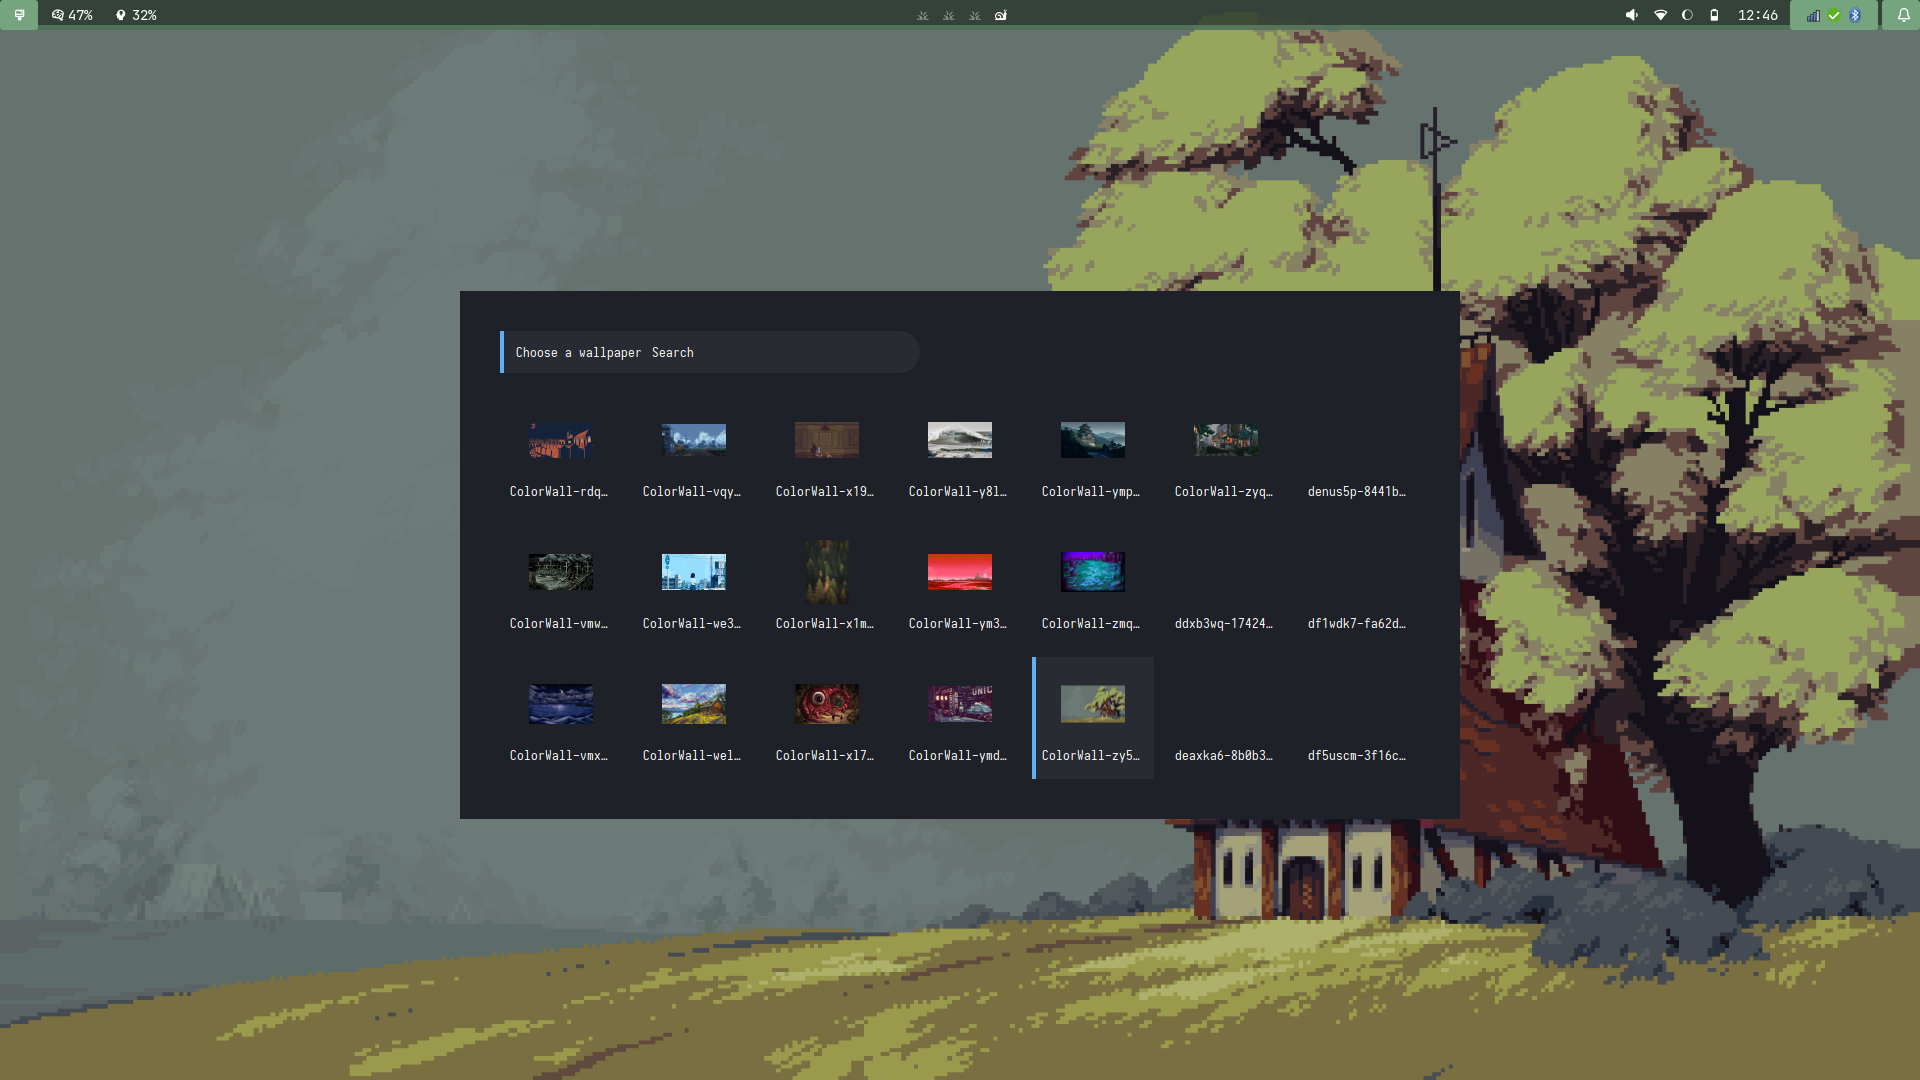 47% 32% 12:46
Choose a wallpaper Search
ColorWall-rdq… ColorWall-vqy… ColorWall-x19… ColorWall-y8l… ColorWall-ymp… ColorWall-zyq… denus5p-8441b…
ColorWall-vmw… ColorWall-we3… ColorWall-x1m… ColorWall-ym3… ColorWall-zmq… ddxb3wq-17424… df1wdk7-fa62d…
ColorWall-vmx… ColorWall-wel… ColorWall-xl7… ColorWall-ymd… ColorWall-zy5… deaxka6-8b0b3… df5uscm-3f16c…